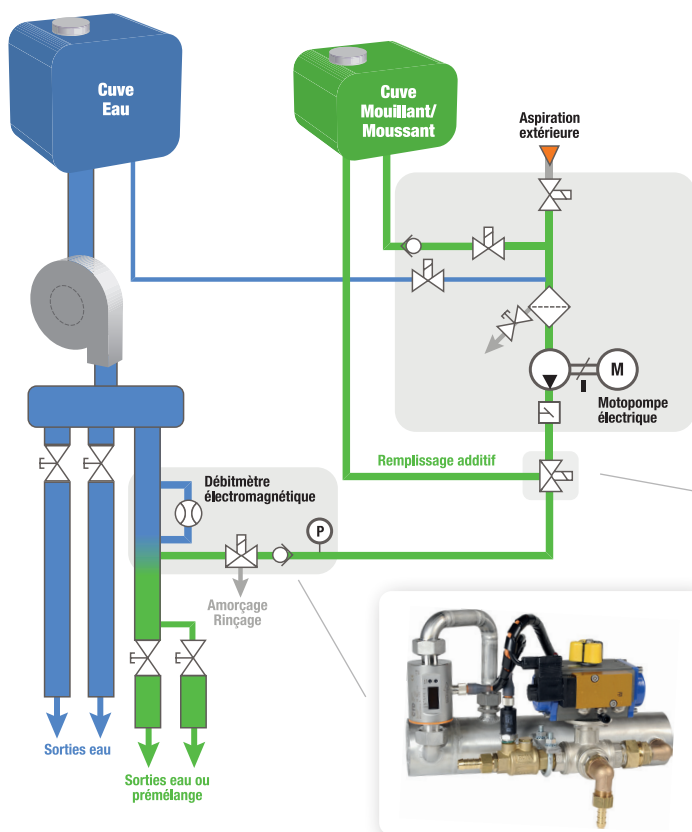 Cuve
Eau
Cuve
Mouillant/
Moussant
Aspiration
extérieure
M
Motopompe
électrique
Remplissage additif
Débitmètre
électromagnétique
P
Amorçage
Rinçage
Sorties eau
Sorties eau ou
prémélange